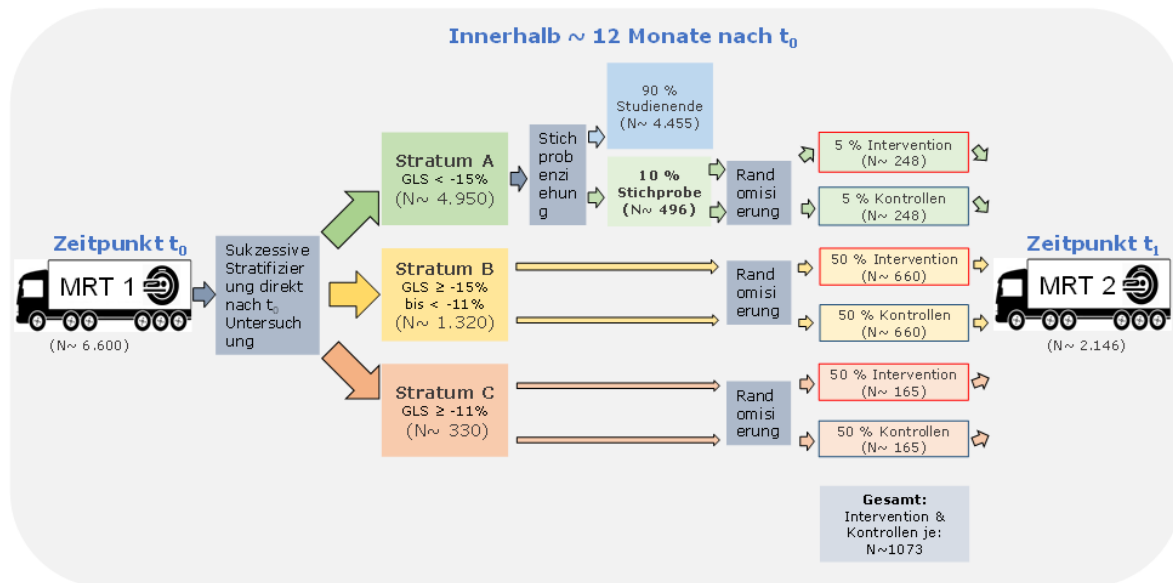 Innerhalb ~ 12 Monate nach t0
90 %
Studienende
(N~ 4.455)
Stich
prob
enzie
hun
g
Stratum A
GLS < -15%
(N~ 4.950)
10 %
Stichprobe
(N~ 496)
Rand
omisi
erung
5 % Intervention
(N~ 248)
5 % Kontrollen
(N~ 248)
Zeitpunkt t0
MRT 1
(N~ 6.600)
Sukzessive
Stratifizier
ung direkt
nach t0
Untersuch
ung
Stratum B
GLS ≥ -15%
bis < -11%
(N~ 1.320)
Rand
omisi
erung
50 % Intervention
(N~ 660)
50 % Kontrollen
(N~ 660)
Zeitpunkt t1
MRT 2
(N~ 2.146)
Stratum C
GLS ≥ -11%
(N~ 330)
Rand
omisi
erung
50 % Intervention
(N~ 165)
50 % Kontrollen
(N~ 165)
Gesamt:
Intervention &
Kontrollen je:
N~1073